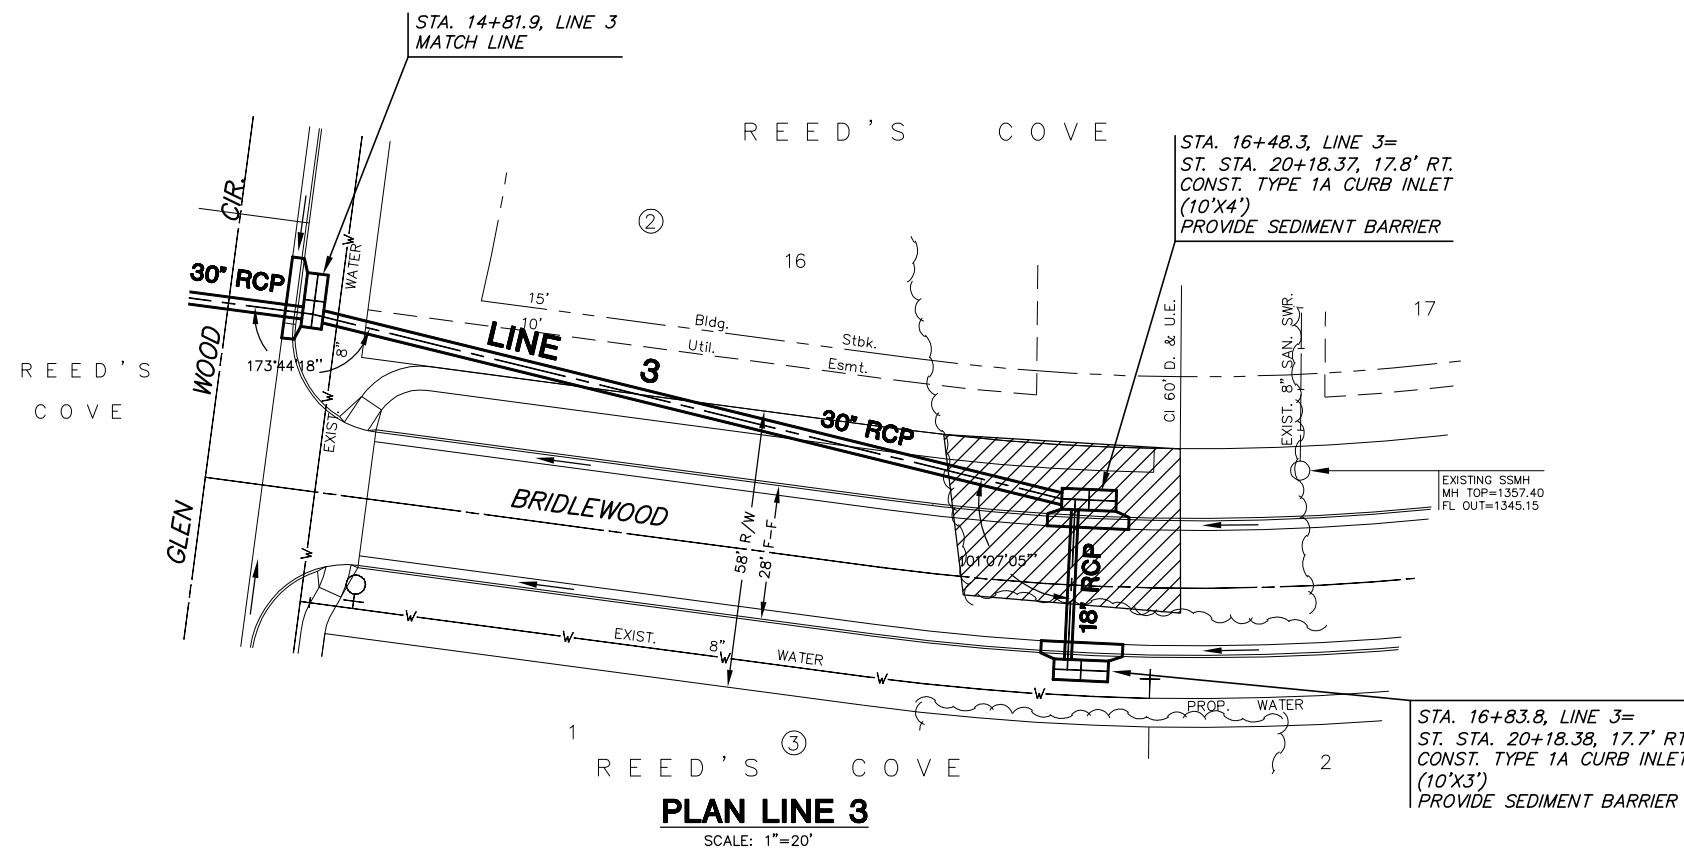 STA. 14+81.9, LINE 3
MATCH LINE
REED'S COVE
STA. 16+48.3, LINE 3=
ST. STA. 20+18.37, 17.8' RT.
CONST. TYPE 1A CURB INLET
(10'X4')
PROVIDE SEDIMENT BARRIER
CIR.
2
16
W
WATER
30" RCP
15'
10'
Bldg.
Stbk.
Util.
Esmt.
CI 60' D. & U.E.
EXIST. 8" SAN. SWR.
17
LINE 3
173°44'18"
8"
REED'S
COVE
WOOD
W
EXIST.
30" RCP
EXISTING SSMH
MH TOP=1357.40
FL OUT=1345.15
BRIDLEWOOD
GLEN
W
58' R/W
28' F-F
101°07'05"
18" RCP
W
W
EXIST.
8"
W
WATER
W
W
PROP. WATER
1
3
REED'S COVE
2
STA. 16+83.8, LINE 3=
ST. STA. 20+18.38, 17.7' RT
CONST. TYPE 1A CURB INLET
(10'X3')
PROVIDE SEDIMENT BARRIER
PLAN LINE 3
SCALE: 1"=20'